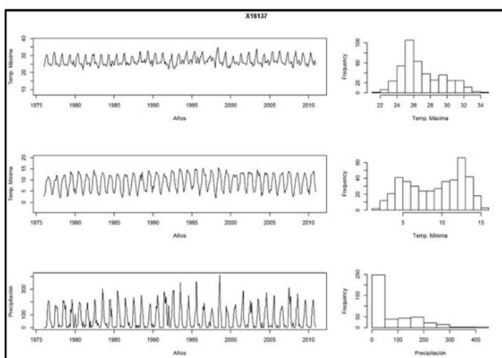 X16137
Temp. Maxima
10 20 30 40
1975 1980 1985 1990 1995 2000 2005 2010
Años
Frequency
0 20 40 60 80 100
22 24 26 28 30 32 34
Temp. Maxima
Temp. Minima
0 5 10 15 20
1975 1980 1985 1990 1995 2000 2005 2010
Años
Frequency
0 20 40 60
5 10 15
Temp. Minima
Precipitación
0 100 300
1975 1980 1985 1990 1995 2000 2005 2010
Años
Frequency
0 50 100 200
0 100 200 300 400
Precipitación